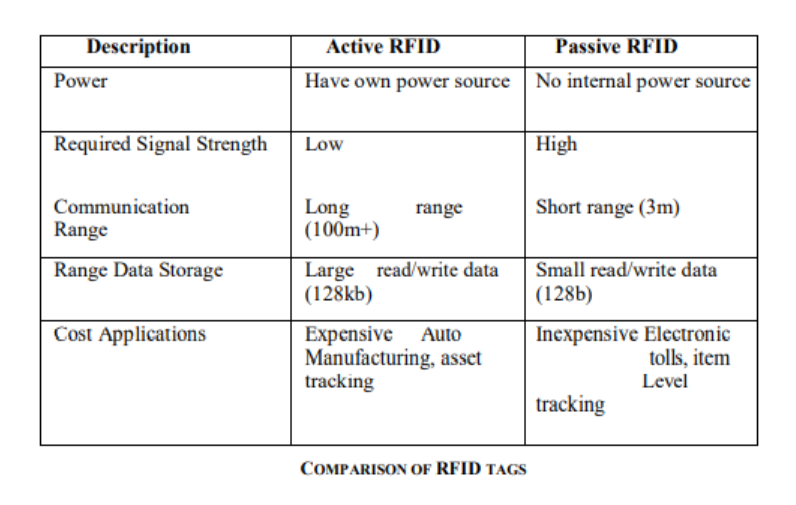 Description Active RFID Passive RFID
Power Have own power source No internal power source
Required Signal Strength Low High
Communication Long range Short range (3m)
Range (100m+)
Range Data Storage Large read/write data Small read/write data
(128kb) (128b)
Cost Applications Expensive Auto Inexpensive Electronic
Manufacturing, asset tolls, item
tracking Level
tracking
COMPARISON OF RFID TAGS